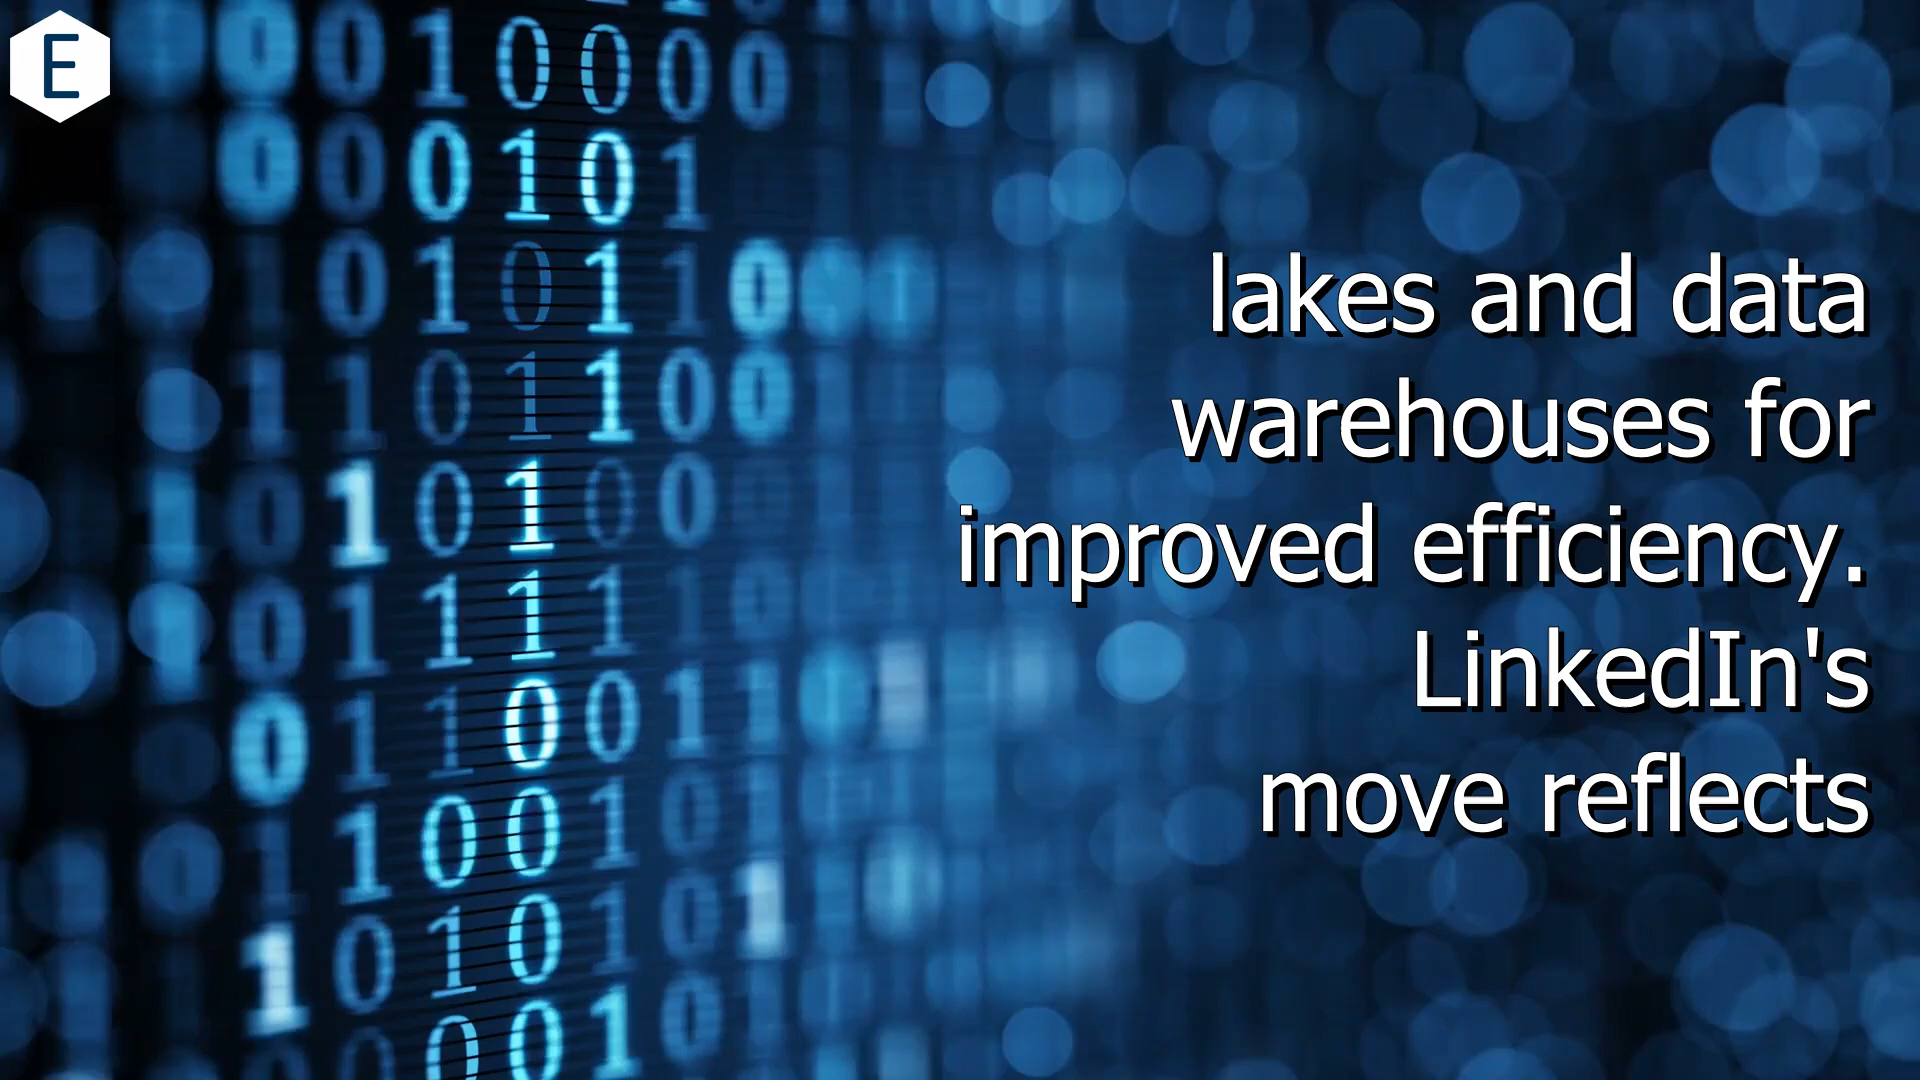 E
lakes and data
warehouses for
improved efficiency.
LinkedIn's
move reflects